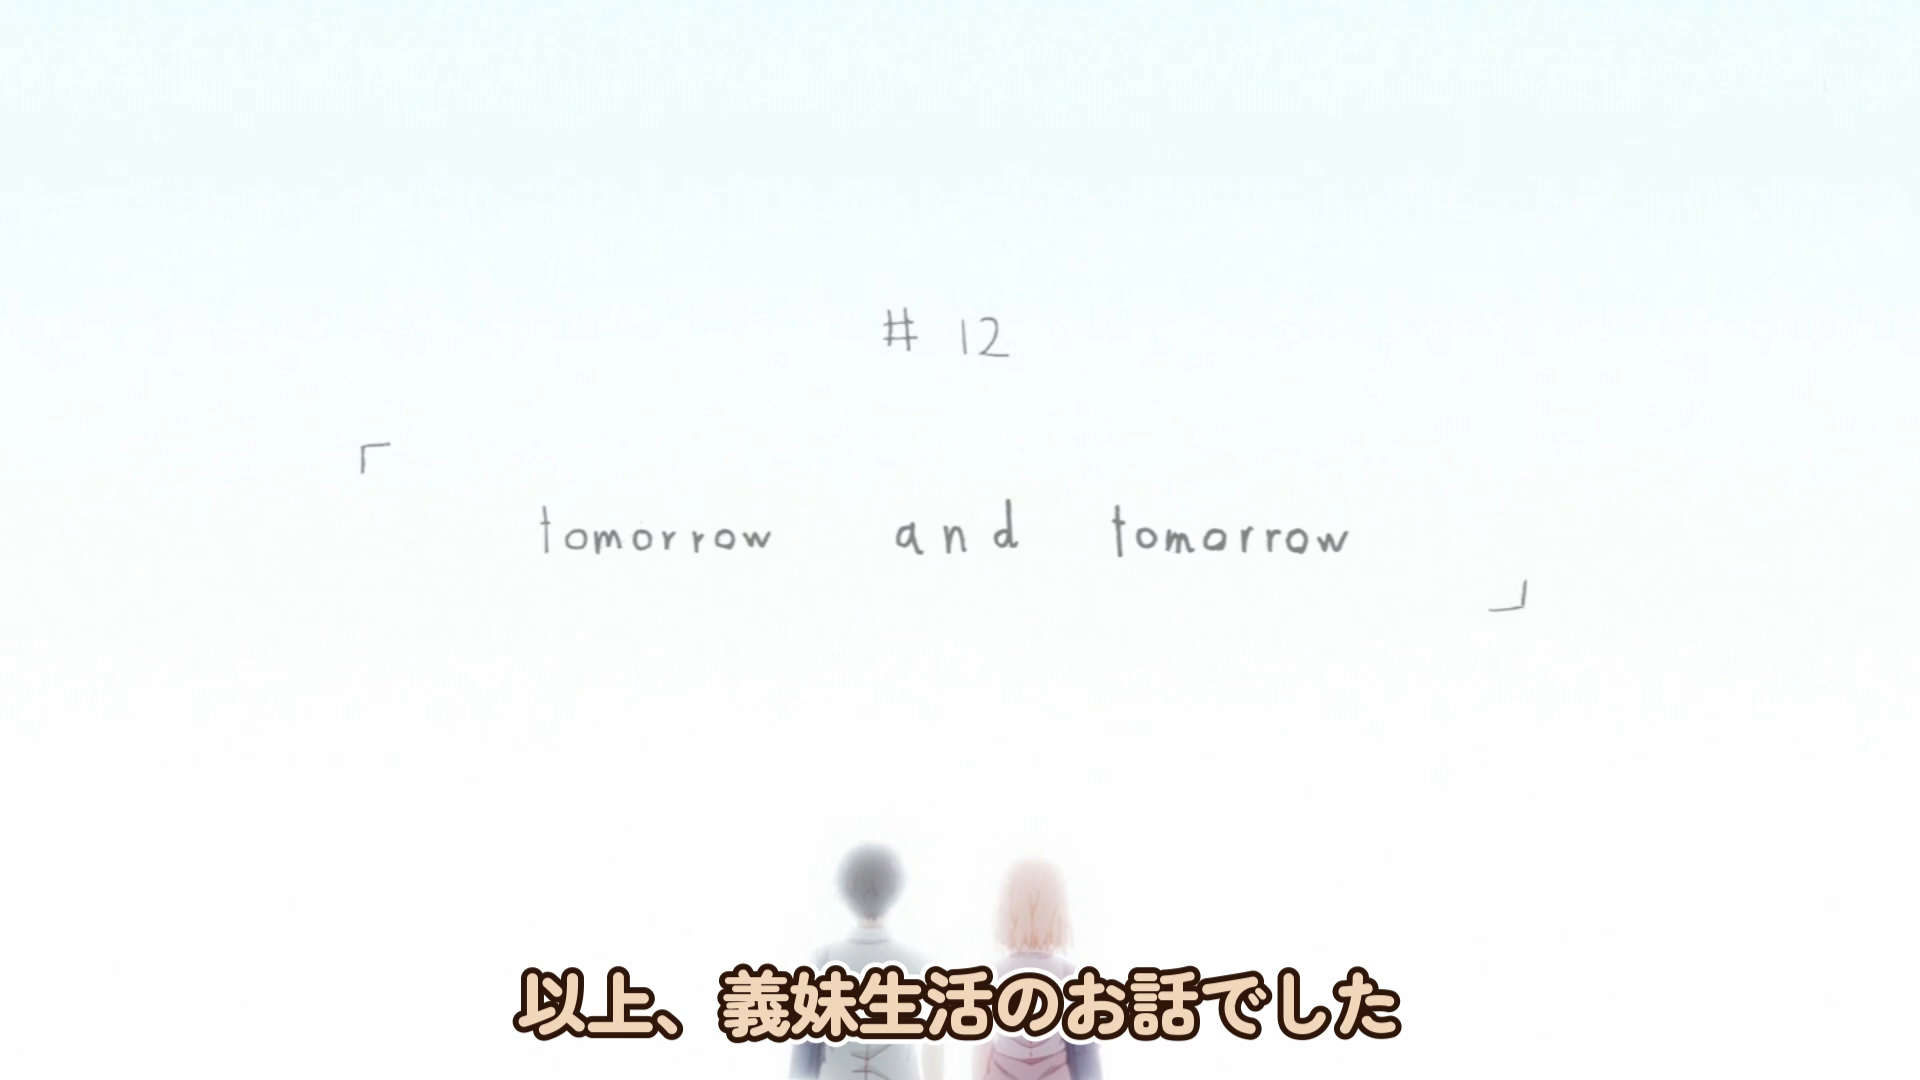 # 12
「
tomorrow and tomorrow
」
以上、義妹生活のお話でした